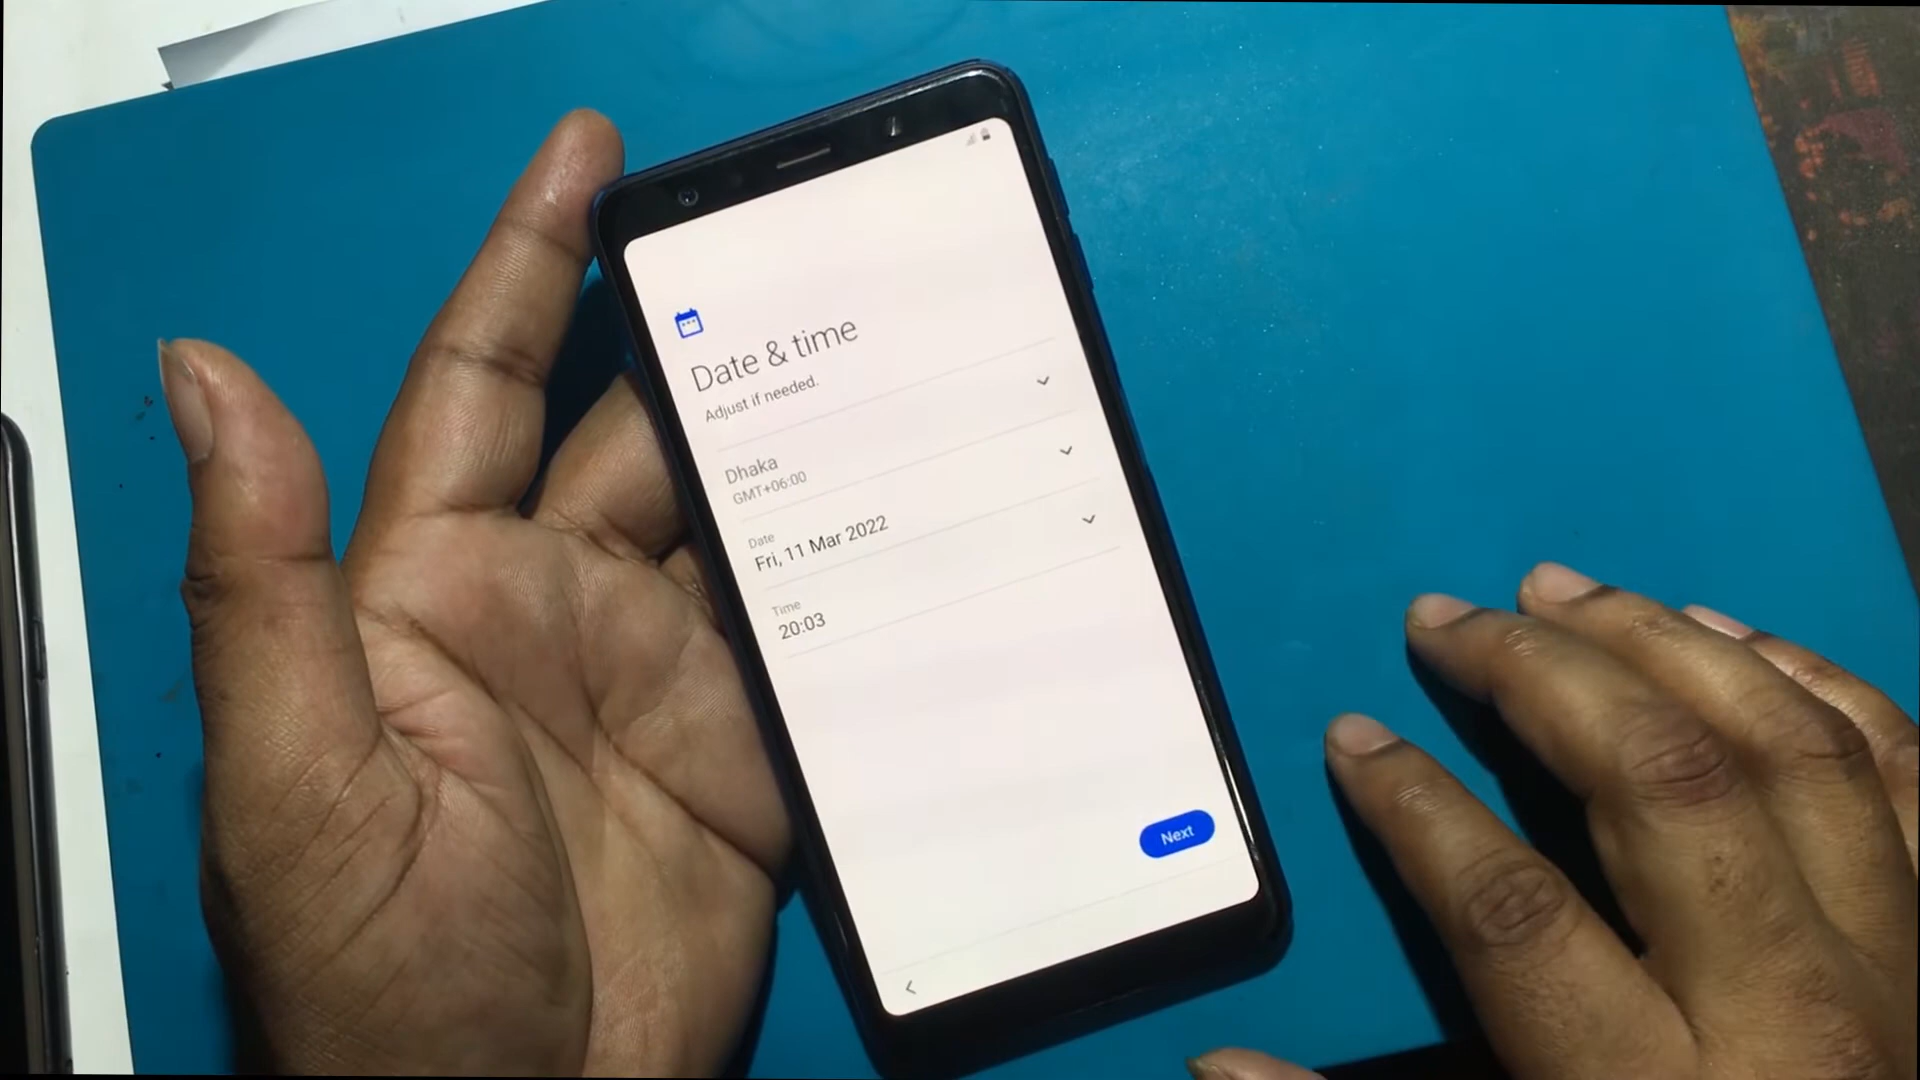 Date & time
Adjust if needed.
Dhaka
GMT+06:00
Date
Fri, 11 Mar 2022
Time
20:03
Next